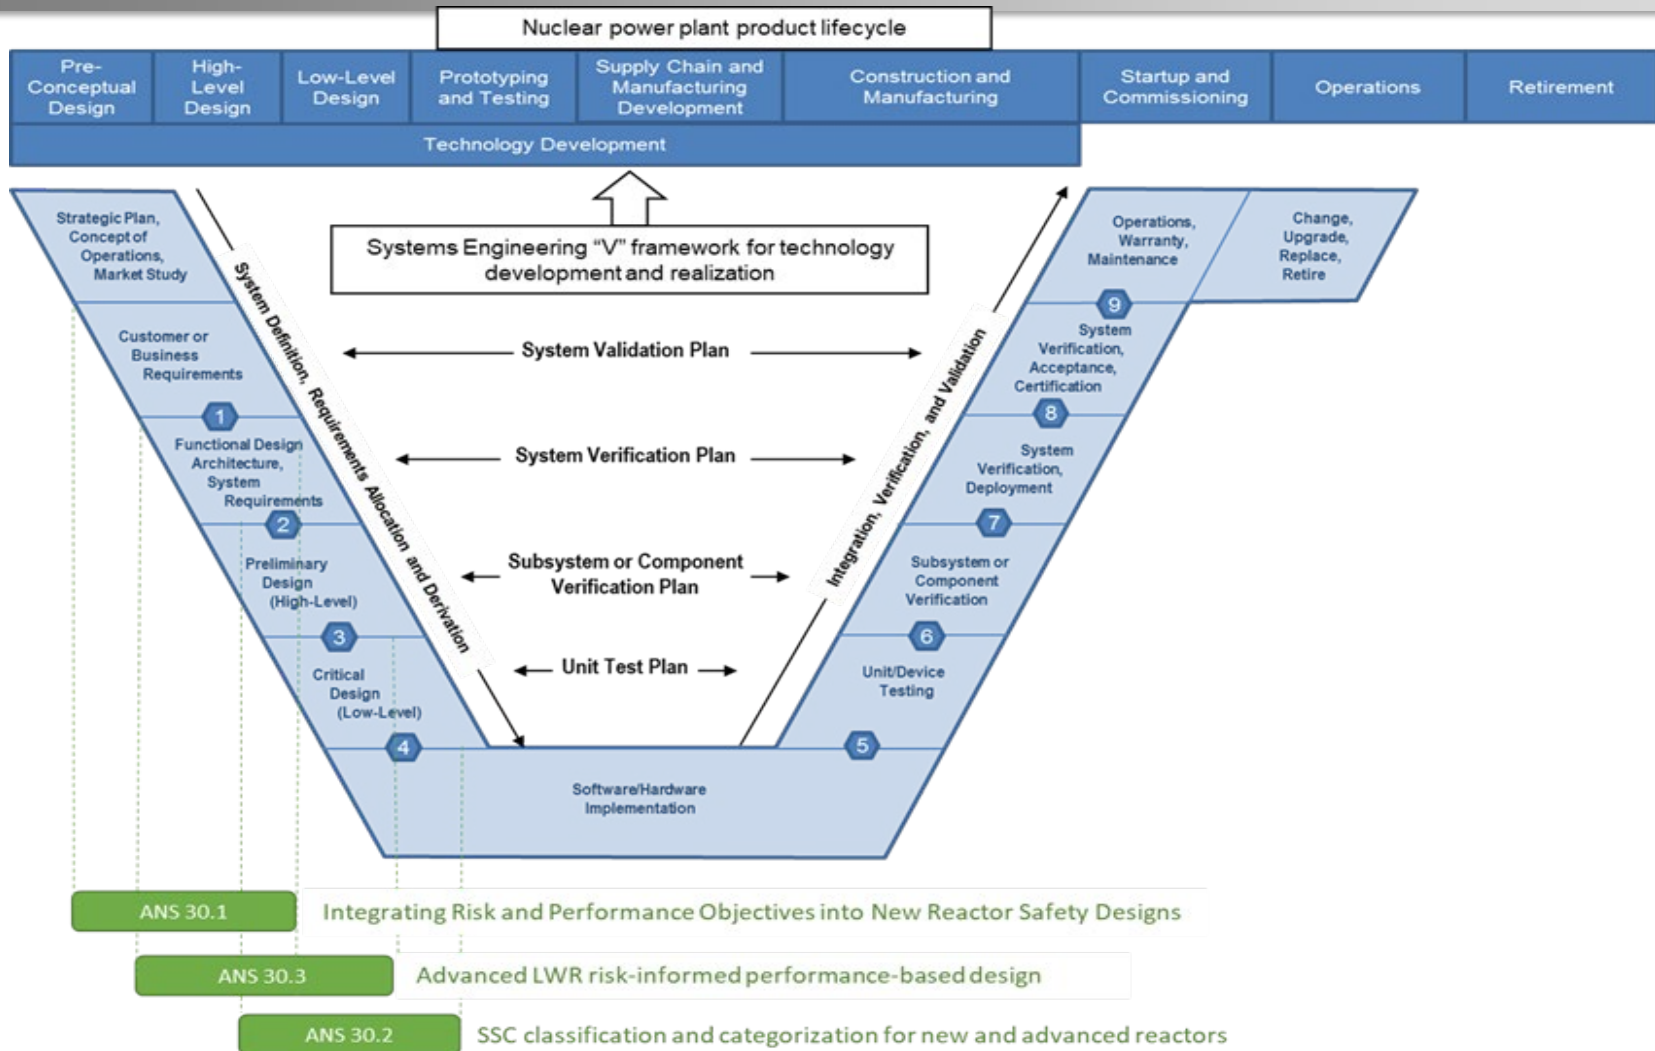 Nuclear power plant product lifecycle
Pre-
Conceptual
Design
High-
Level
Design
Low-Level
Design
Prototyping
and Testing
Supply Chain and
Manufacturing
Development
Construction and
Manufacturing
Startup and
Commissioning
Operations
Retirement
Technology Development
Systems Engineering “V” framework for technology
development and realization
Strategic Plan,
Concept of
Operations,
Market Study
Customer or
Business
Requirements
1
Functional Design
Architecture,
System
Requirements
2
Preliminary
Design
(High-Level)
3
Critical
Design
(Low-Level)
4
System Definition, Requirements Allocation and Derivation
System Validation Plan
System Verification Plan
Subsystem or Component
Verification Plan
Unit Test Plan
Software/Hardware
Implementation
Integration, Verification, and Validation
Operations,
Warranty,
Maintenance
Change,
Upgrade,
Replace,
Retire
9
System
Verification,
Acceptance,
Certification
8
System
Verification,
Deployment
7
Subsystem or
Component
Verification
6
Unit/Device
Testing
5
ANS 30.1
Integrating Risk and Performance Objectives into New Reactor Safety Designs
ANS 30.3
Advanced LWR risk-informed performance-based design
ANS 30.2
SSC classification and categorization for new and advanced reactors